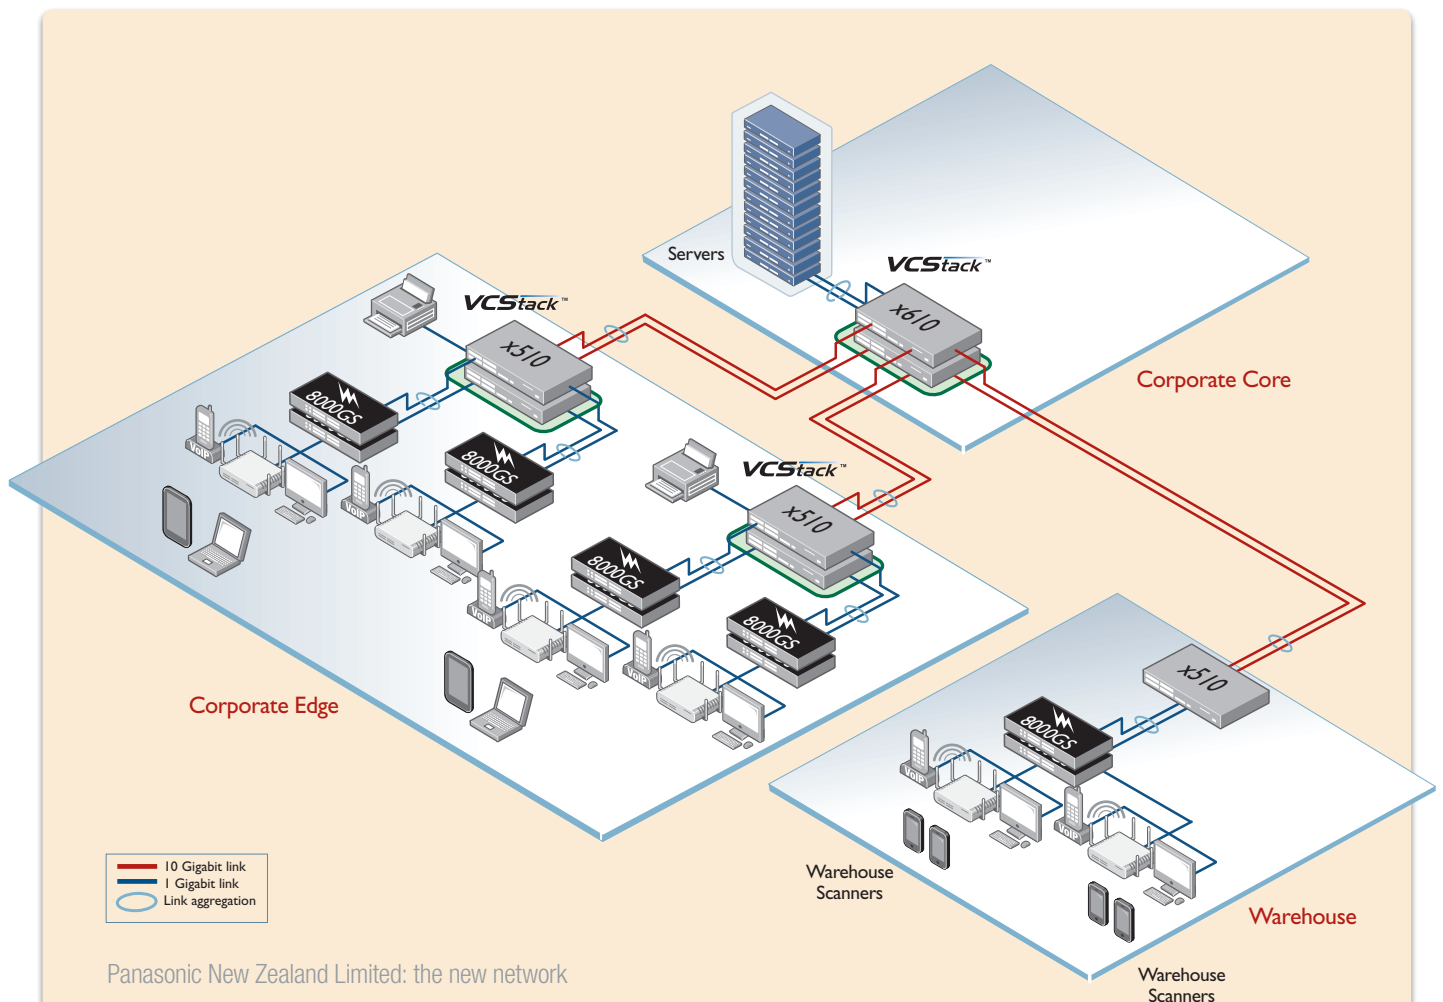 Servers
VCStack™
x610
Corporate Core
VCStack™
x510
8000GS
VoIP
8000GS
VoIP
VCStack™
x510
8000GS
VoIP
8000GS
VoIP
Corporate Edge
x510
8000GS
VoIP
VoIP
Warehouse
Scanners
Warehouse
Warehouse
Scanners
10 Gigabit link
1 Gigabit link
Link aggregation
Panasonic New Zealand Limited: the new network